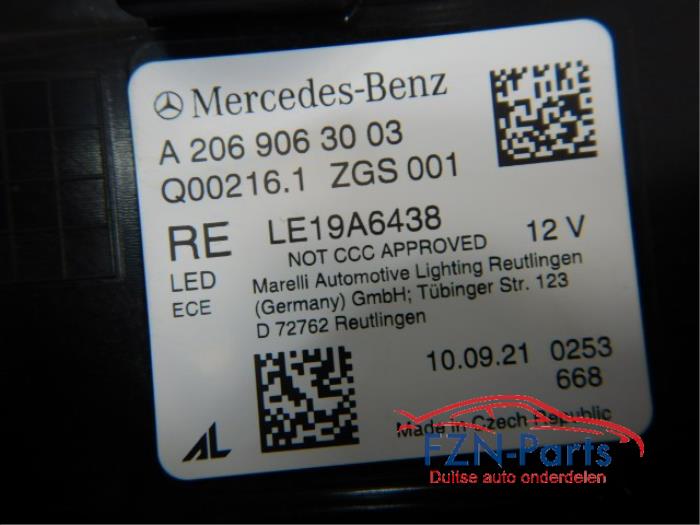 Mercedes-Benz
A 206 906 30 03
Q00216.1 ZGS 001
RE LE19A6438 12 V
NOT CCC APPROVED
LED
ECE
Marelli Automotive Lighting Reutlingen
(Germany) GmbH; Tübinger Str. 123
D 72762 Reutlingen
10.09.21 0253
668
Made in Czech Republic
AL
FZN-Parts
Duitse auto onderdelen